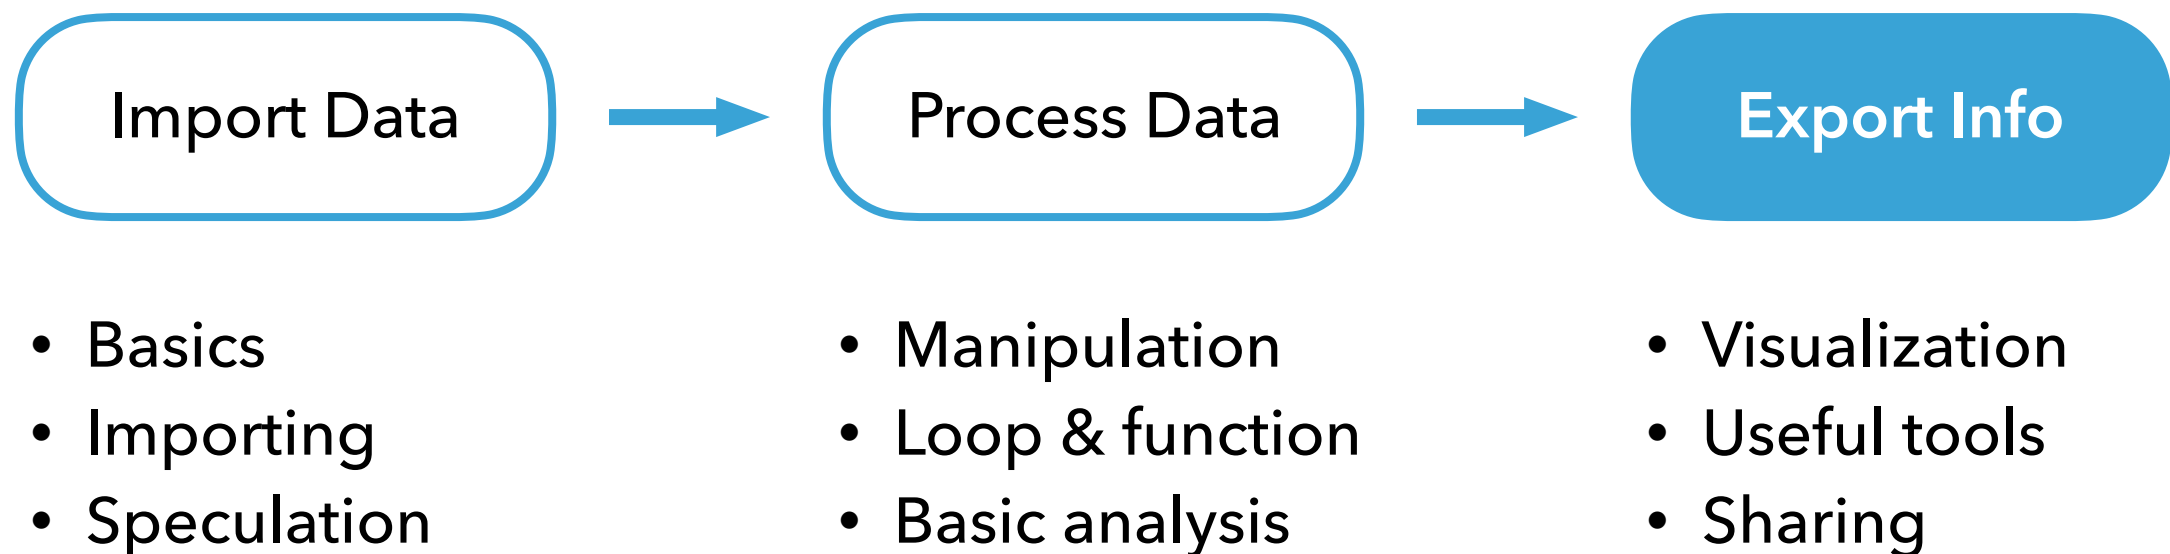 Import Data
Process Data
Export Info
• Basics
• Importing
• Speculation
• Manipulation
• Loop & function
• Basic analysis
• Visualization
• Useful tools
• Sharing